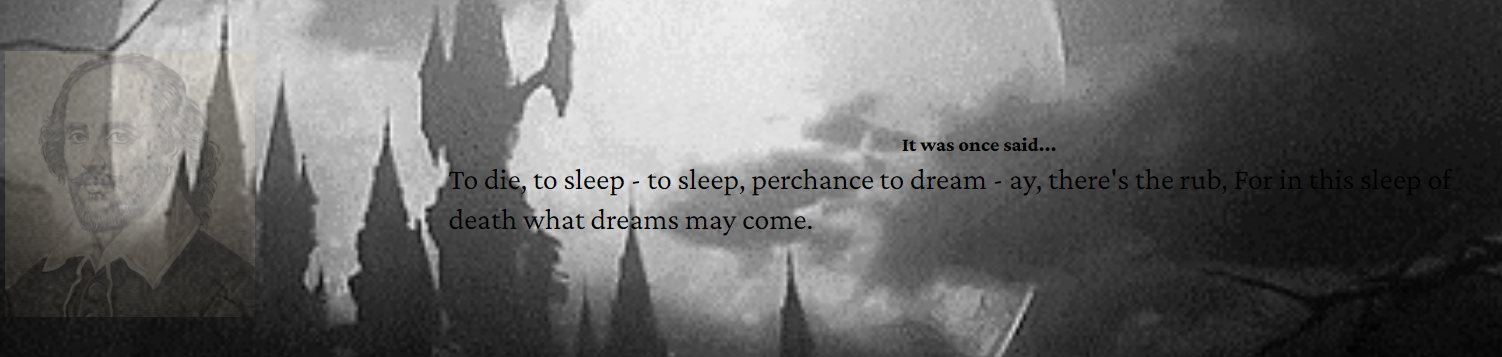 It was once said...
To die, to sleep - to sleep, perchance to dream - ay, there's the rub, For in this sleep of
death what dreams may come.